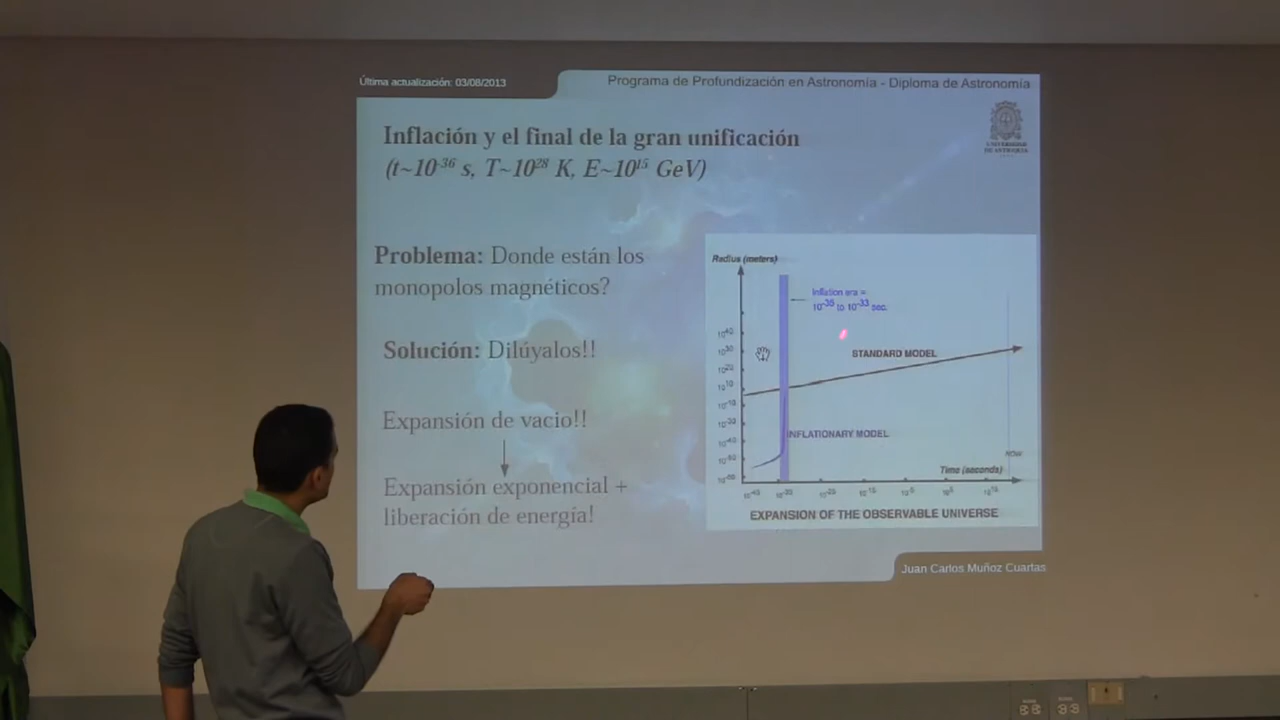 Última actualización: 03/08/2013
Programa de Profundización en Astronomía - Diploma de Astronomía
UNIVERSIDAD
DE ANTIOQUIA
Inflación y el final de la gran unificación
(t~10⁻³⁶ s, T~10²⁸ K, E~10¹⁵ GeV)
Problema: Donde están los
monopolos magnéticos?
Solución: Dilúyalos!!
Expansión de vacio!!
Expansión exponencial +
liberación de energía!
Radius (meters)
Inflation era =
10⁻³⁵ to 10⁻³³ sec.
STANDARD MODEL
INFLATIONARY MODEL
NOW
Time (seconds)
EXPANSION OF THE OBSERVABLE UNIVERSE
Juan Carlos Muñoz Cuartas